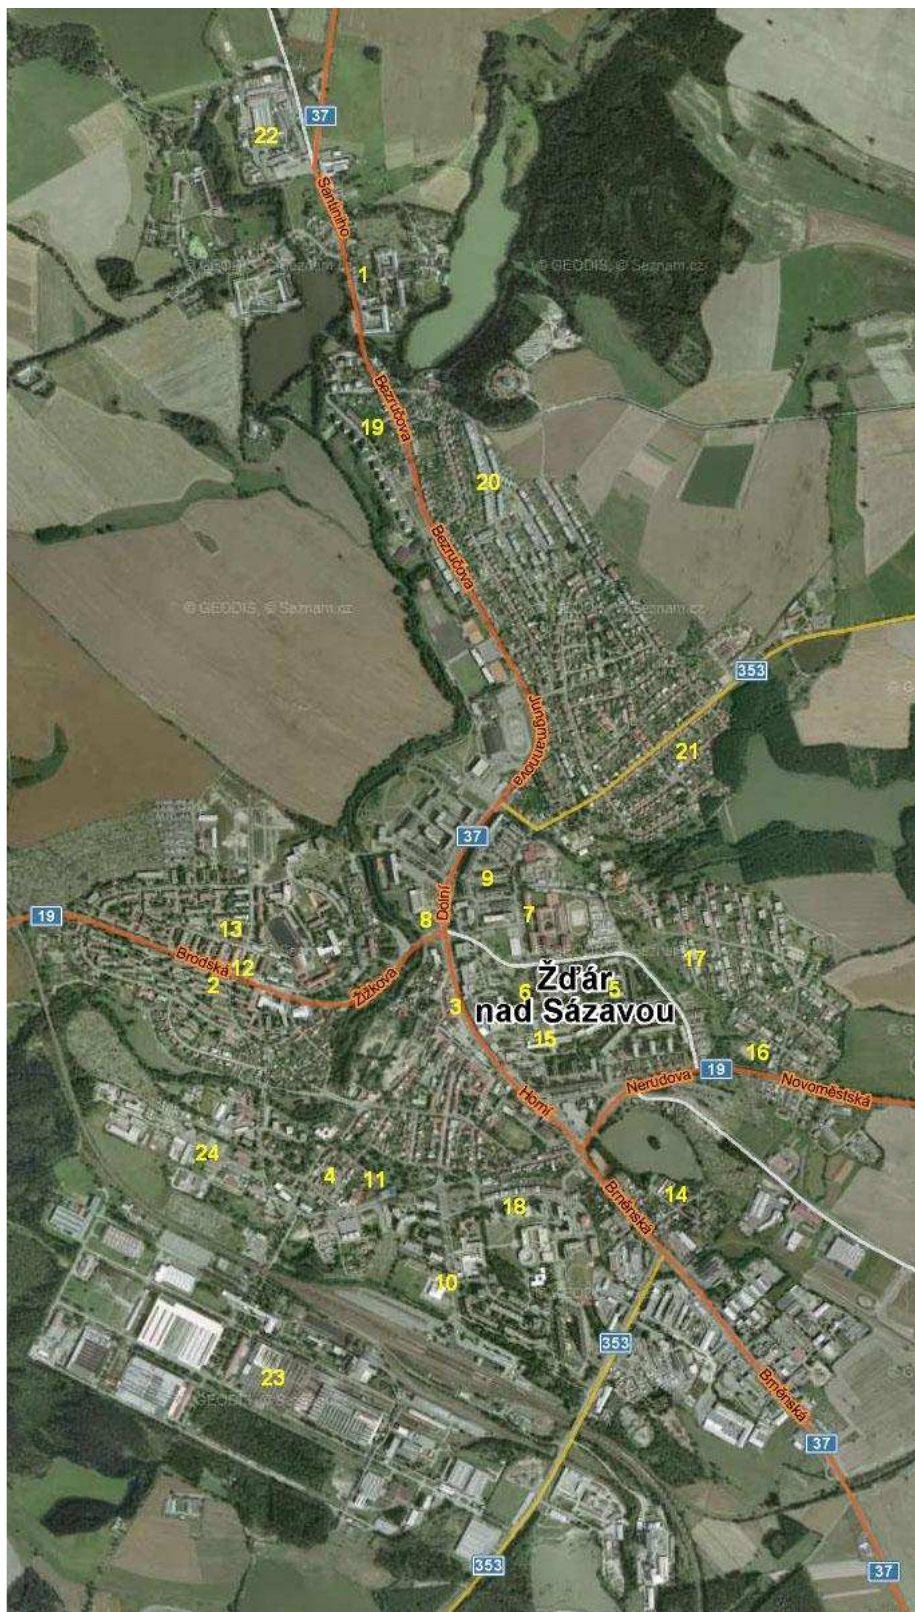 37
22
Santiniho
© GEODIS, © Seznam.cz
© GEODIS, © Seznam.cz
1
Bezručova
19
20
Bezručova
© GEODIS, © Seznam.cz
© GEODIS, © Seznam.cz
353
Jungmannova
21
37
9
19
13
8
Dolní
7
Brodská
12
2
Žižkova
17
3
6
5
Žďár
nad Sázavou
15
16
19
Nerudova
Novoměstská
Horní
24
4
11
18
14
Brněnská
10
353
23
Brněnská
37
353
37